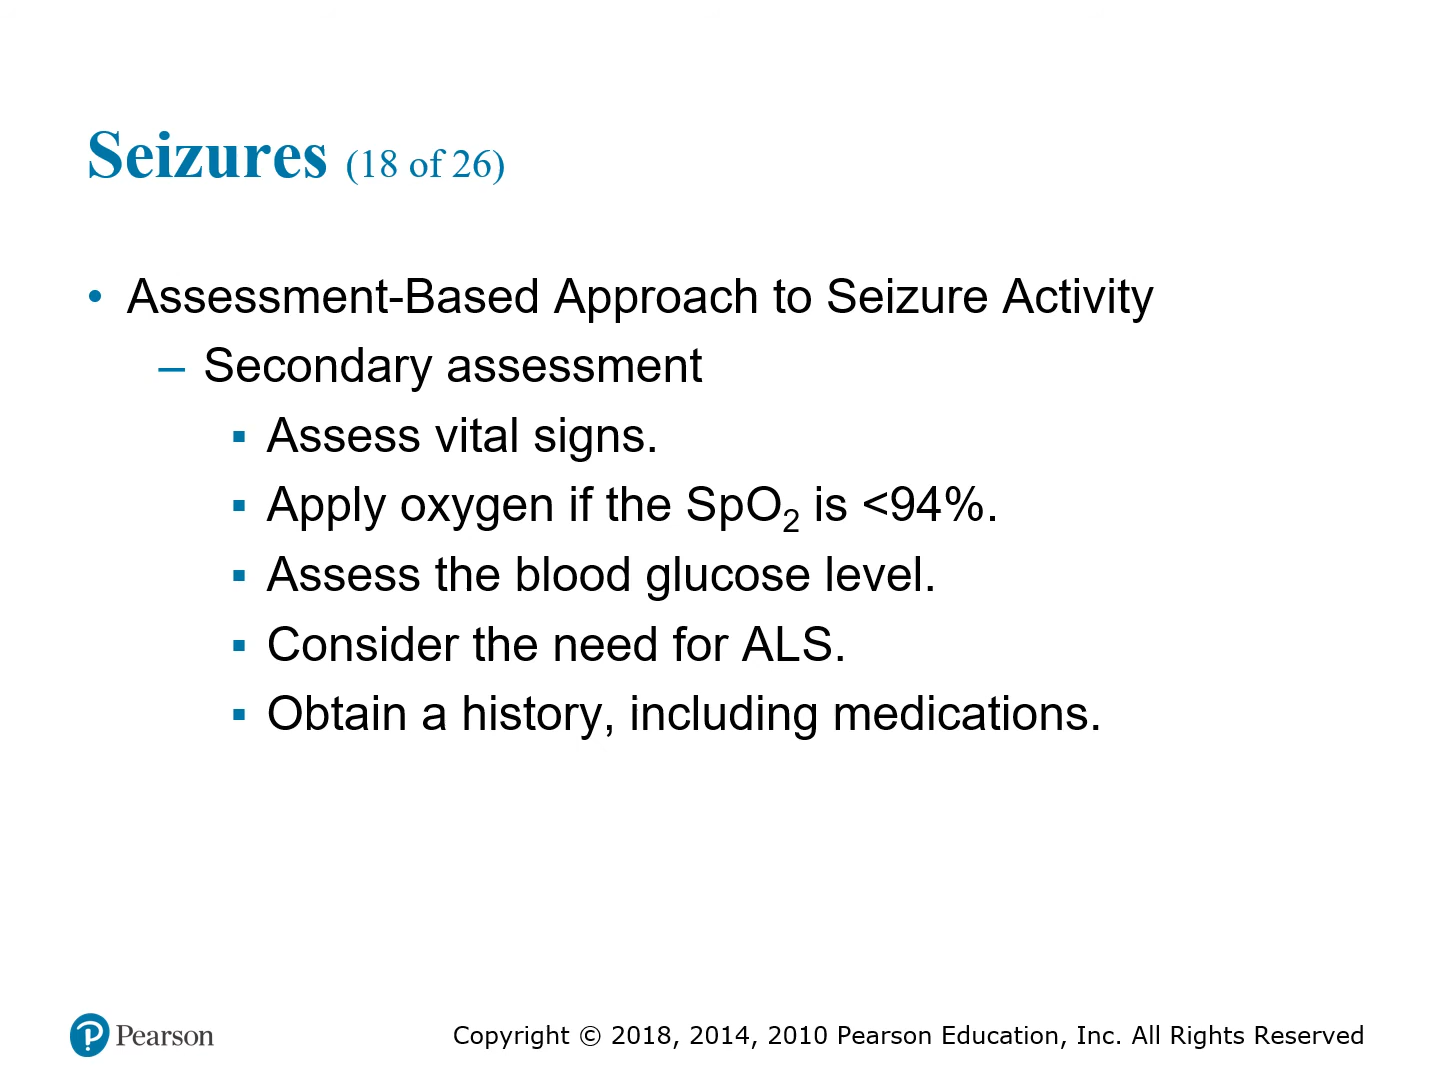 Seizures (18 of 26)
• Assessment-Based Approach to Seizure Activity
– Secondary assessment
▪ Assess vital signs.
▪ Apply oxygen if the SpO₂ is <94%.
▪ Assess the blood glucose level.
▪ Consider the need for ALS.
▪ Obtain a history, including medications.
Pearson
Copyright © 2018, 2014, 2010 Pearson Education, Inc. All Rights Reserved